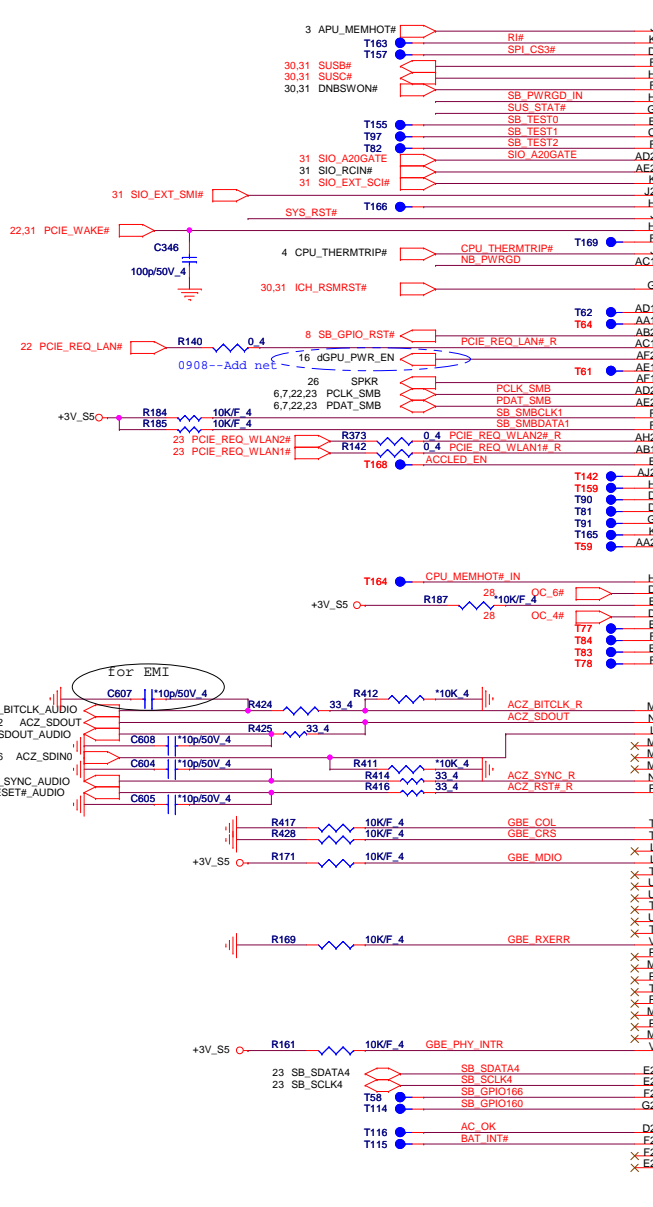 3 APU_MEMHOT#
T163 RI#
T157 SPI_CS3#
30,31 SUSB#
30,31 SUSC#
30,31 DNBSWON#
SB_PWRGD_IN
SUS_STAT#
T155 SB_TEST0
T97 SB_TEST1
T82 SB_TEST2
31 SIO_A20GATE SIO_A20GATE
31 SIO_RCIN#
31 SIO_EXT_SCI#
31 SIO_EXT_SMI#
T166
SYS_RST#
22,31 PCIE_WAKE#
T169
C346
100p/50V_4
4 CPU_THERMTRIP# CPU_THERMTRIP#
NB_PWRGD
30,31 ICH_RSMRST#
T62
T64
8 SB_GPIO_RST#
22 PCIE_REQ_LAN# R140 0_4 PCIE_REQ_LAN#_R
16 dGPU_PWR_EN
0908--Add net
T61
26 SPKR
6,7,22,23 PCLK_SMB PCLK_SMB
6,7,22,23 PDAT_SMB PDAT_SMB
+3V_S5 R184 10K/F_4 SB_SMBCLK1
R185 10K/F_4 SB_SMBDATA1
23 PCIE_REQ_WLAN2# R373 0_4 PCIE_REQ_WLAN2#_R
23 PCIE_REQ_WLAN1# R142 0_4 PCIE_REQ_WLAN1#_R
T168 ACCLED_EN
T142
T159
T90
T81
T91
T165
T59
T164 CPU_MEMHOT#_IN
28 OC_6#
+3V_S5 R187 *10K/F_4
28 OC_4#
T77
T84
T83
T78
for EMI
C607 *10p/50V_4 R412 *10K_4
_BITCLK_AUDIO R424 33_4 ACZ_BITCLK_R
ACZ_SDOUT ACZ_SDOUT
SDOUT_AUDIO R425 33_4
C608 *10p/50V_4
ACZ_SDIN0
C604 *10p/50V_4 R411 *10K_4
_SYNC_AUDIO R414 33_4 ACZ_SYNC_R
ESET#_AUDIO R416 33_4 ACZ_RST#_R
C605 *10p/50V_4
R417 10K/F_4 GBE_COL
R428 10K/F_4 GBE_CRS
+3V_S5 R171 10K/F_4 GBE_MDIO
R169 10K/F_4 GBE_RXERR
+3V_S5 R161 10K/F_4 GBE_PHY_INTR
23 SB_SDATA4 SB_SDATA4
23 SB_SCLK4 SB_SCLK4
T58 SB_GPIO166
T114 SB_GPIO160
T116 AC_OK
T115 BAT_INT#